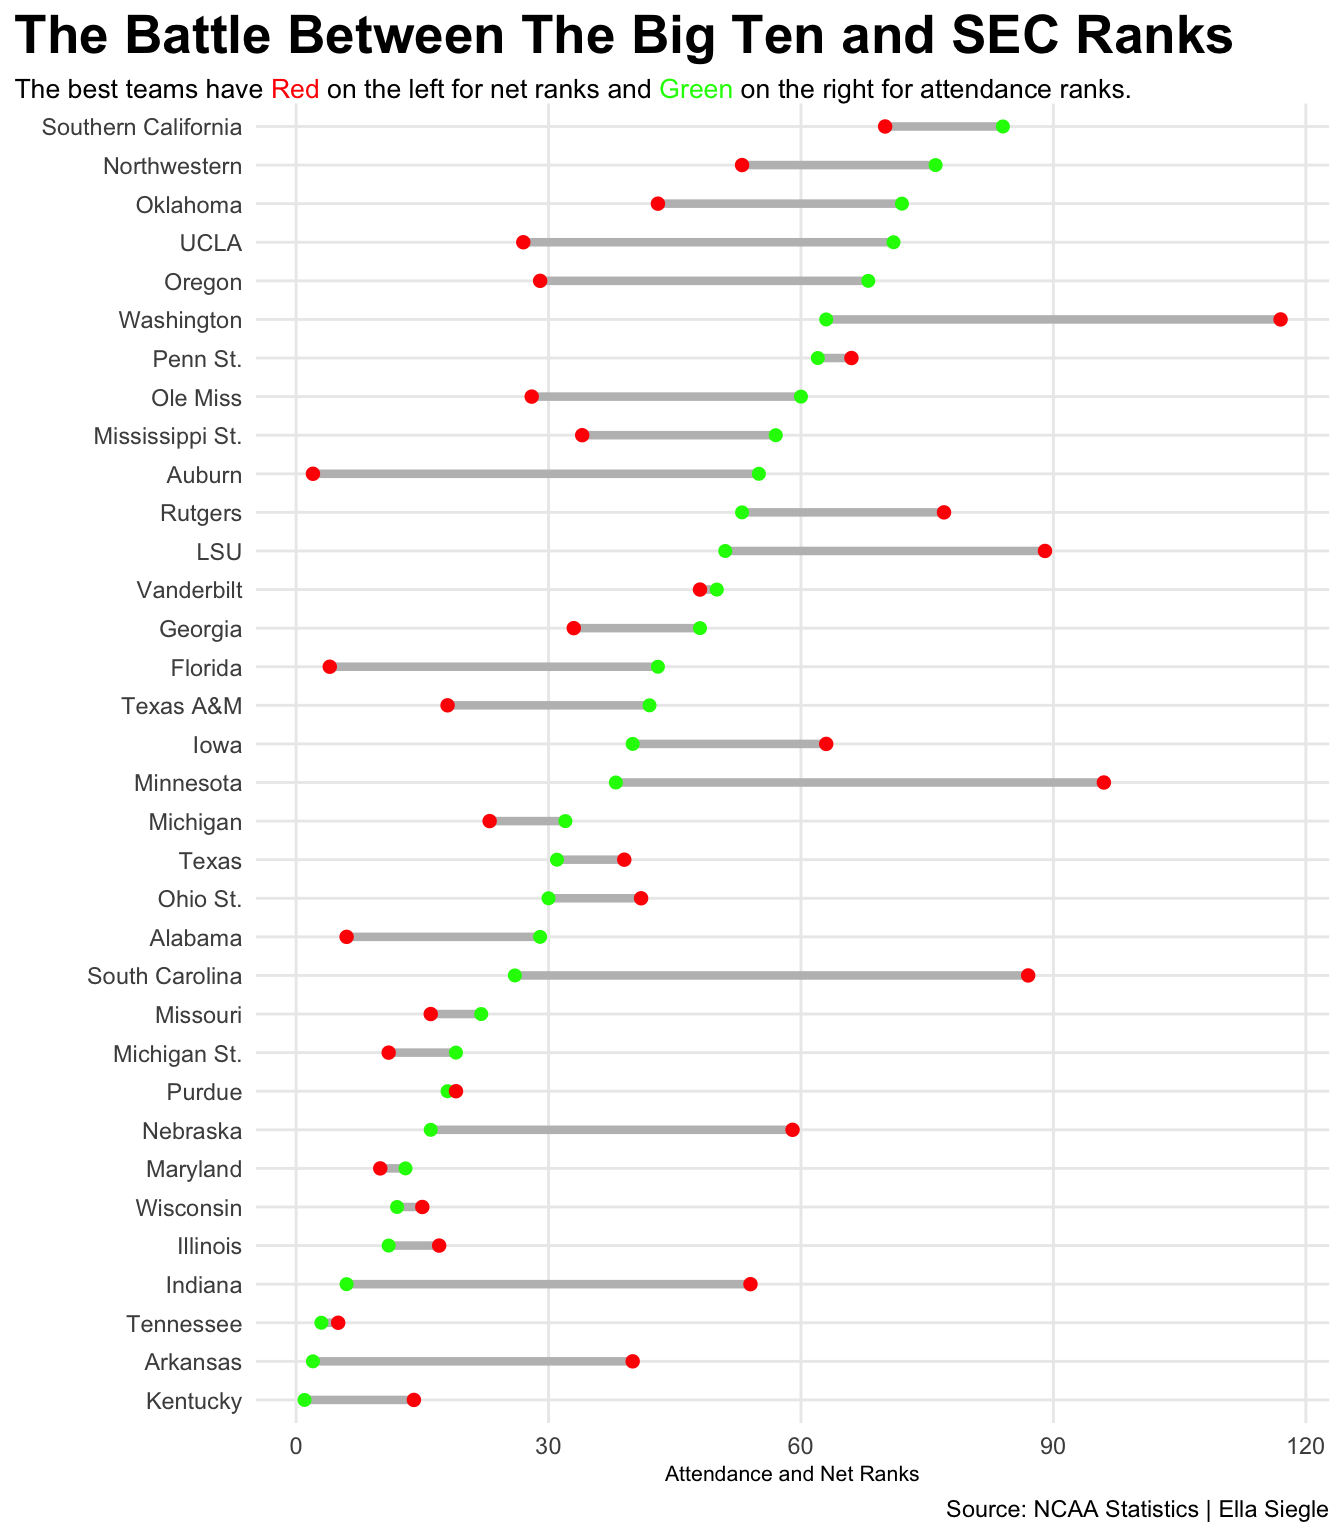 The Battle Between The Big Ten and SEC Ranks
The best teams have Red on the left for net ranks and Green on the right for attendance ranks.
Southern California
Northwestern
Oklahoma
UCLA
Oregon
Washington
Penn St.
Ole Miss
Mississippi St.
Auburn
Rutgers
LSU
Vanderbilt
Georgia
Florida
Texas A&M
Iowa
Minnesota
Michigan
Texas
Ohio St.
Alabama
South Carolina
Missouri
Michigan St.
Purdue
Nebraska
Maryland
Wisconsin
Illinois
Indiana
Tennessee
Arkansas
Kentucky
0 30 60 90 120
Attendance and Net Ranks
Source: NCAA Statistics | Ella Siegle